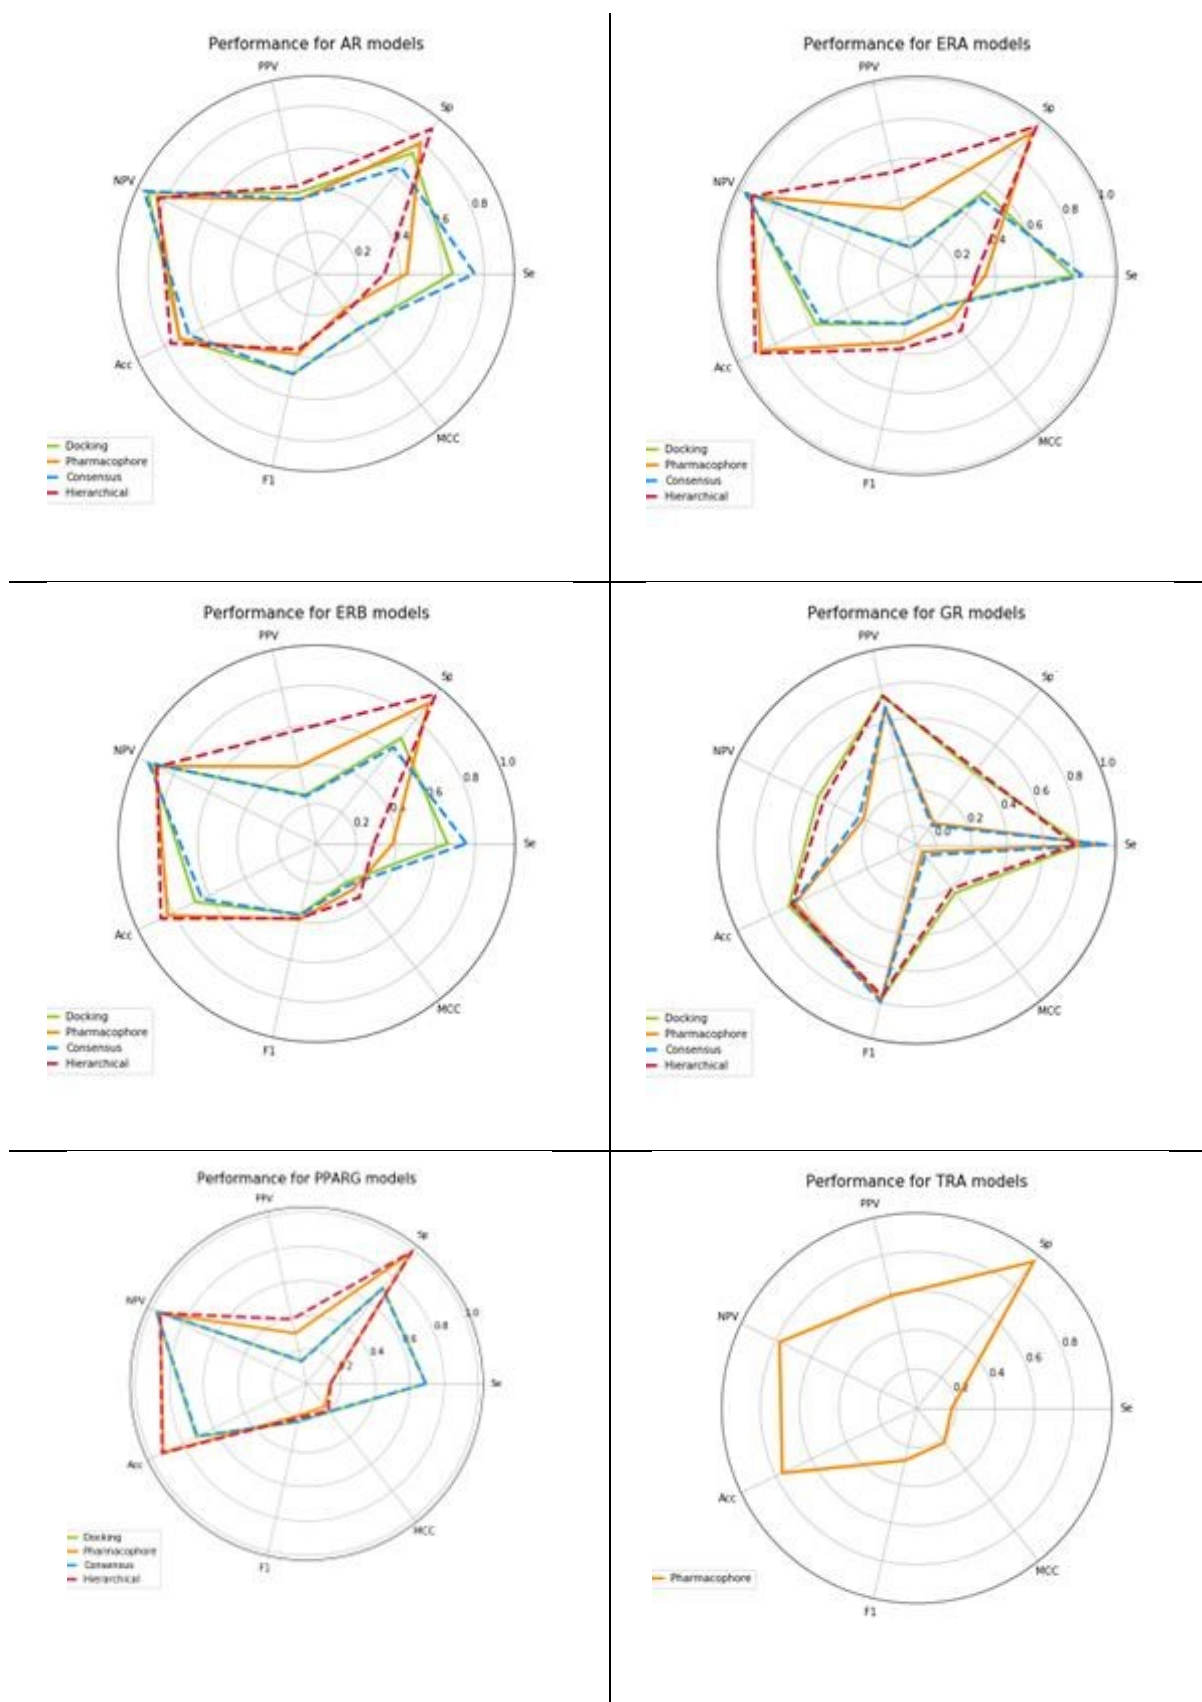 Performance for AR models
PPV
Sp
NPV
0.8
.6
.4
0.2
Se
Acc
MCC
F1
Docking
Pharmacophore
Consensus
Hierarchical
Performance for ERA models
PPV
Sp
NPV
1.0
0.8
0.6
0.4
0.2
Se
Acc
MCC
F1
Docking
Pharmacophore
Consensus
Hierarchical
Performance for ERB models
PPV
Sp
NPV
1.0
0.8
0.6
0.4
0.2
Se
Acc
MCC
F1
Docking
Pharmacophore
Consensus
Hierarchical
Performance for GR models
PPV
Sp
NPV
1.0
0.8
0.6
0.4
0.2
0.0
Se
Acc
MCC
F1
Docking
Pharmacophore
Consensus
Hierarchical
Performance for PPARG models
PPV
Sp
NPV
1.0
0.8
0.6
0.4
0.2
Se
Acc
MCC
F1
Docking
Pharmacophore
Consensus
Hierarchical
Performance for TRA models
PPV
Sp
NPV
0.8
0.6
0.4
0.2
Se
Acc
MCC
F1
Pharmacophore